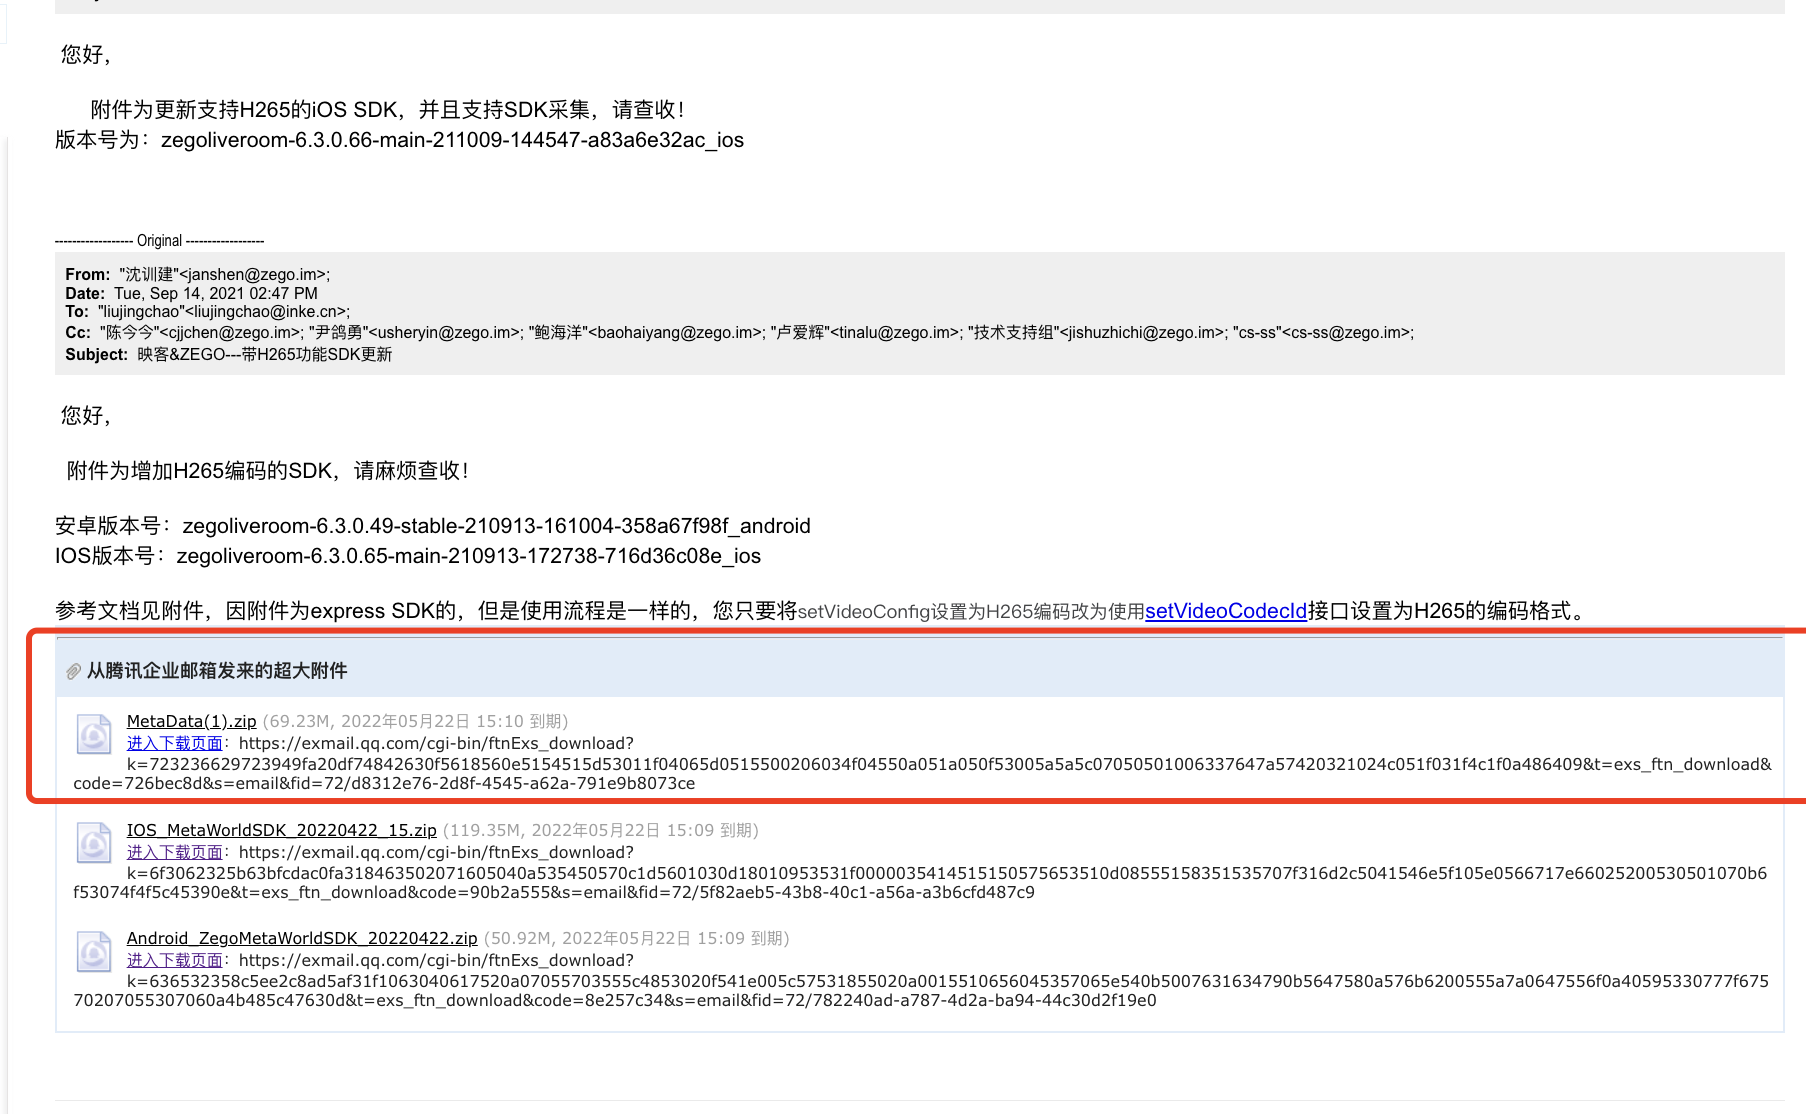 您好，
附件为更新支持H265的iOS SDK，并且支持SDK采集，请查收！
版本号为：zegoliveroom-6.3.0.66-main-211009-144547-a83a6e32ac_ios
------------------ Original ------------------
From: "沈训建"<janshen@zego.im>;
Date: Tue, Sep 14, 2021 02:47 PM
To: "liujingchao"<liujingchao@inke.cn>;
Cc: "陈今今"<cjjchen@zego.im>; "尹鸽勇"<usheryin@zego.im>; "鲍海洋"<baohaiyang@zego.im>; "卢爱辉"<tinalu@zego.im>; "技术支持组"<jishuzhichi@zego.im>; "cs-ss"<cs-ss@zego.im>;
Subject: 映客&ZEGO---带H265功能SDK更新
您好，
附件为增加H265编码的SDK，请麻烦查收！
安卓版本号：zegoliveroom-6.3.0.49-stable-210913-161004-358a67f98f_android
IOS版本号：zegoliveroom-6.3.0.65-main-210913-172738-716d36c08e_ios
参考文档见附件，因附件为express SDK的，但是使用流程是一样的，您只要将setVideoConfig设置为H265编码改为使用setVideoCodecId接口设置为H265的编码格式。
从腾讯企业邮箱发来的超大附件
MetaData(1).zip (69.23M, 2022年05月22日 15:10 到期)
进入下载页面：https://exmail.qq.com/cgi-bin/ftnExs_download?
k=723236629723949fa20df74842630f5618560e5154515d53011f04065d0515500206034f04550a051a050f53005a5a5c07050501006337647a57420321024c051f031f4c1f0a486409&t=exs_ftn_download&
code=726bec8d&s=email&fid=72/d8312e76-2d8f-4545-a62a-791e9b8073ce
IOS_MetaWorldSDK_20220422_15.zip (119.35M, 2022年05月22日 15:09 到期)
进入下载页面：https://exmail.qq.com/cgi-bin/ftnExs_download?
k=6f3062325b63bfcdac0fa318463502071605040a535450570c1d5601030d18010953531f0000035414515150575653510d08555158351535707f316d2c5041546e5f105e0566717e66025200530501070b6
f53074f4f5c45390e&t=exs_ftn_download&code=90b2a555&s=email&fid=72/5f82aeb5-43b8-40c1-a56a-a3b6cfd487c9
Android_ZegoMetaWorldSDK_20220422.zip (50.92M, 2022年05月22日 15:09 到期)
进入下载页面：https://exmail.qq.com/cgi-bin/ftnExs_download?
k=636532358c5ee2c8ad5af31f1063040617520a07055703555c4853020f541e005c57531855020a0015510656045357065e540b5007631634790b5647580a576b6200555a7a0647556f0a40595330777f675
70207055307060a4b485c47630d&t=exs_ftn_download&code=8e257c34&s=email&fid=72/782240ad-a787-4d2a-ba94-44c30d2f19e0